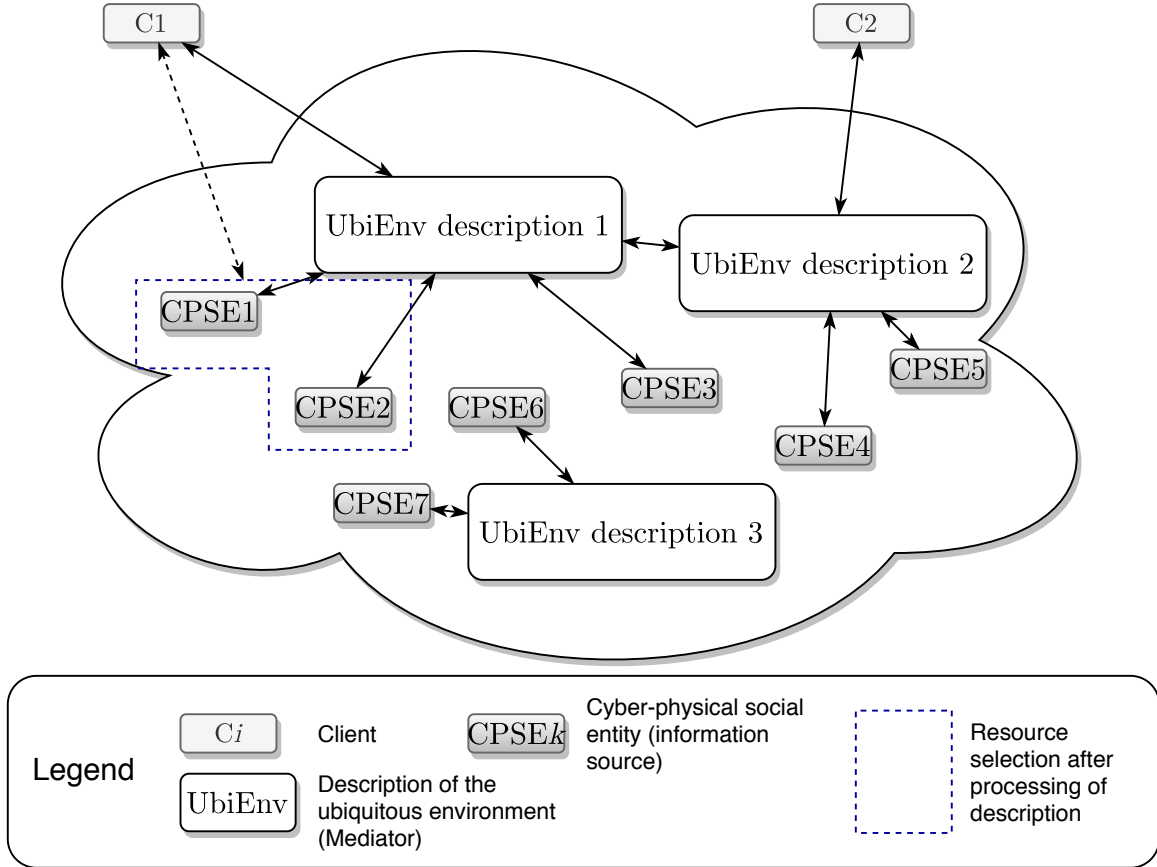 C1
C2
UbiEnv description 1
UbiEnv description 2
CPSE1
CPSE5
CPSE3
CPSE2
CPSE6
CPSE4
CPSE7
UbiEnv description 3
Legend
Ci
Client
CPSEk
Cyber-physical social
entity (information
source)
Resource
selection after
processing of
description
UbiEnv
Description of the
ubiquitous environment
(Mediator)